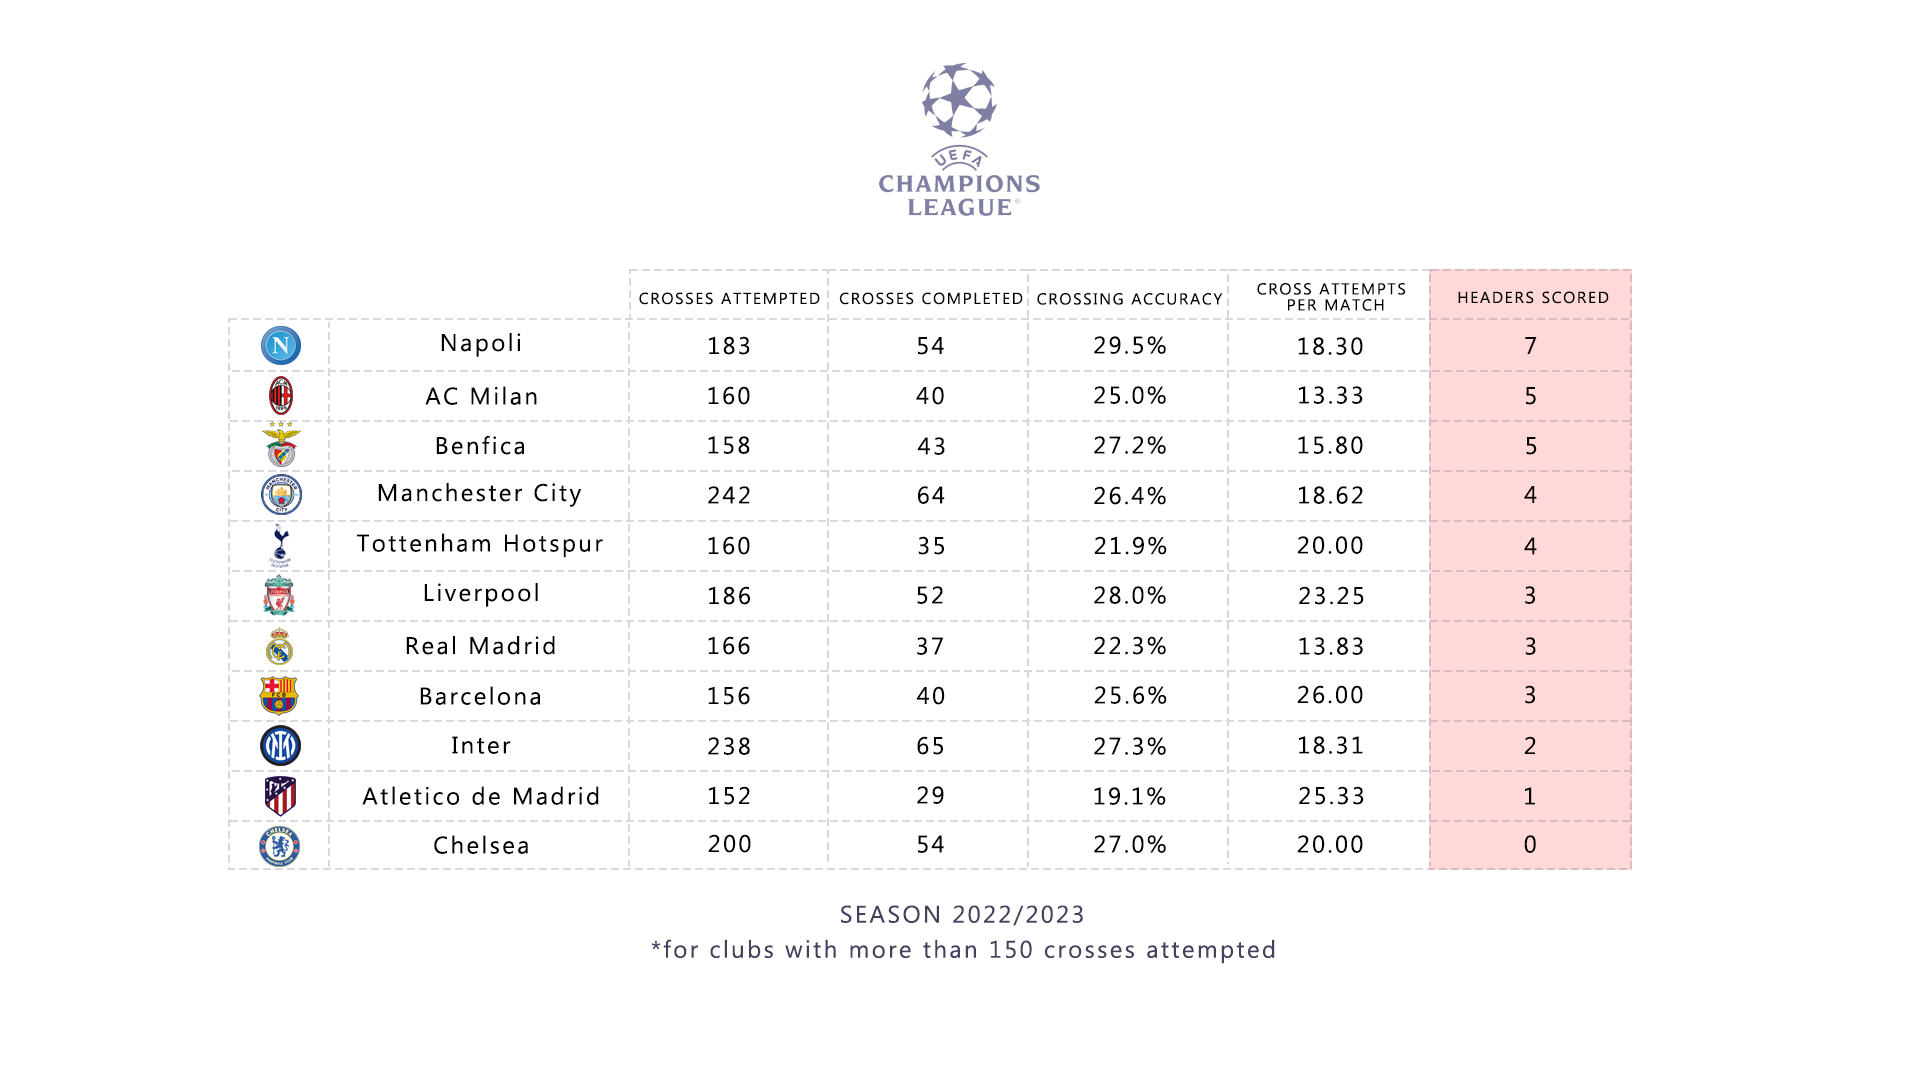 UEFA
CHAMPIONS
LEAGUE
CROSSES ATTEMPTED CROSSES COMPLETED CROSSING ACCURACY CROSS ATTEMPTS PER MATCH HEADERS SCORED
Napoli 183 54 29.5% 18.30 7
AC Milan 160 40 25.0% 13.33 5
Benfica 158 43 27.2% 15.80 5
Manchester City 242 64 26.4% 18.62 4
Tottenham Hotspur 160 35 21.9% 20.00 4
Liverpool 186 52 28.0% 23.25 3
Real Madrid 166 37 22.3% 13.83 3
Barcelona 156 40 25.6% 26.00 3
Inter 238 65 27.3% 18.31 2
Atletico de Madrid 152 29 19.1% 25.33 1
Chelsea 200 54 27.0% 20.00 0
SEASON 2022/2023
*for clubs with more than 150 crosses attempted